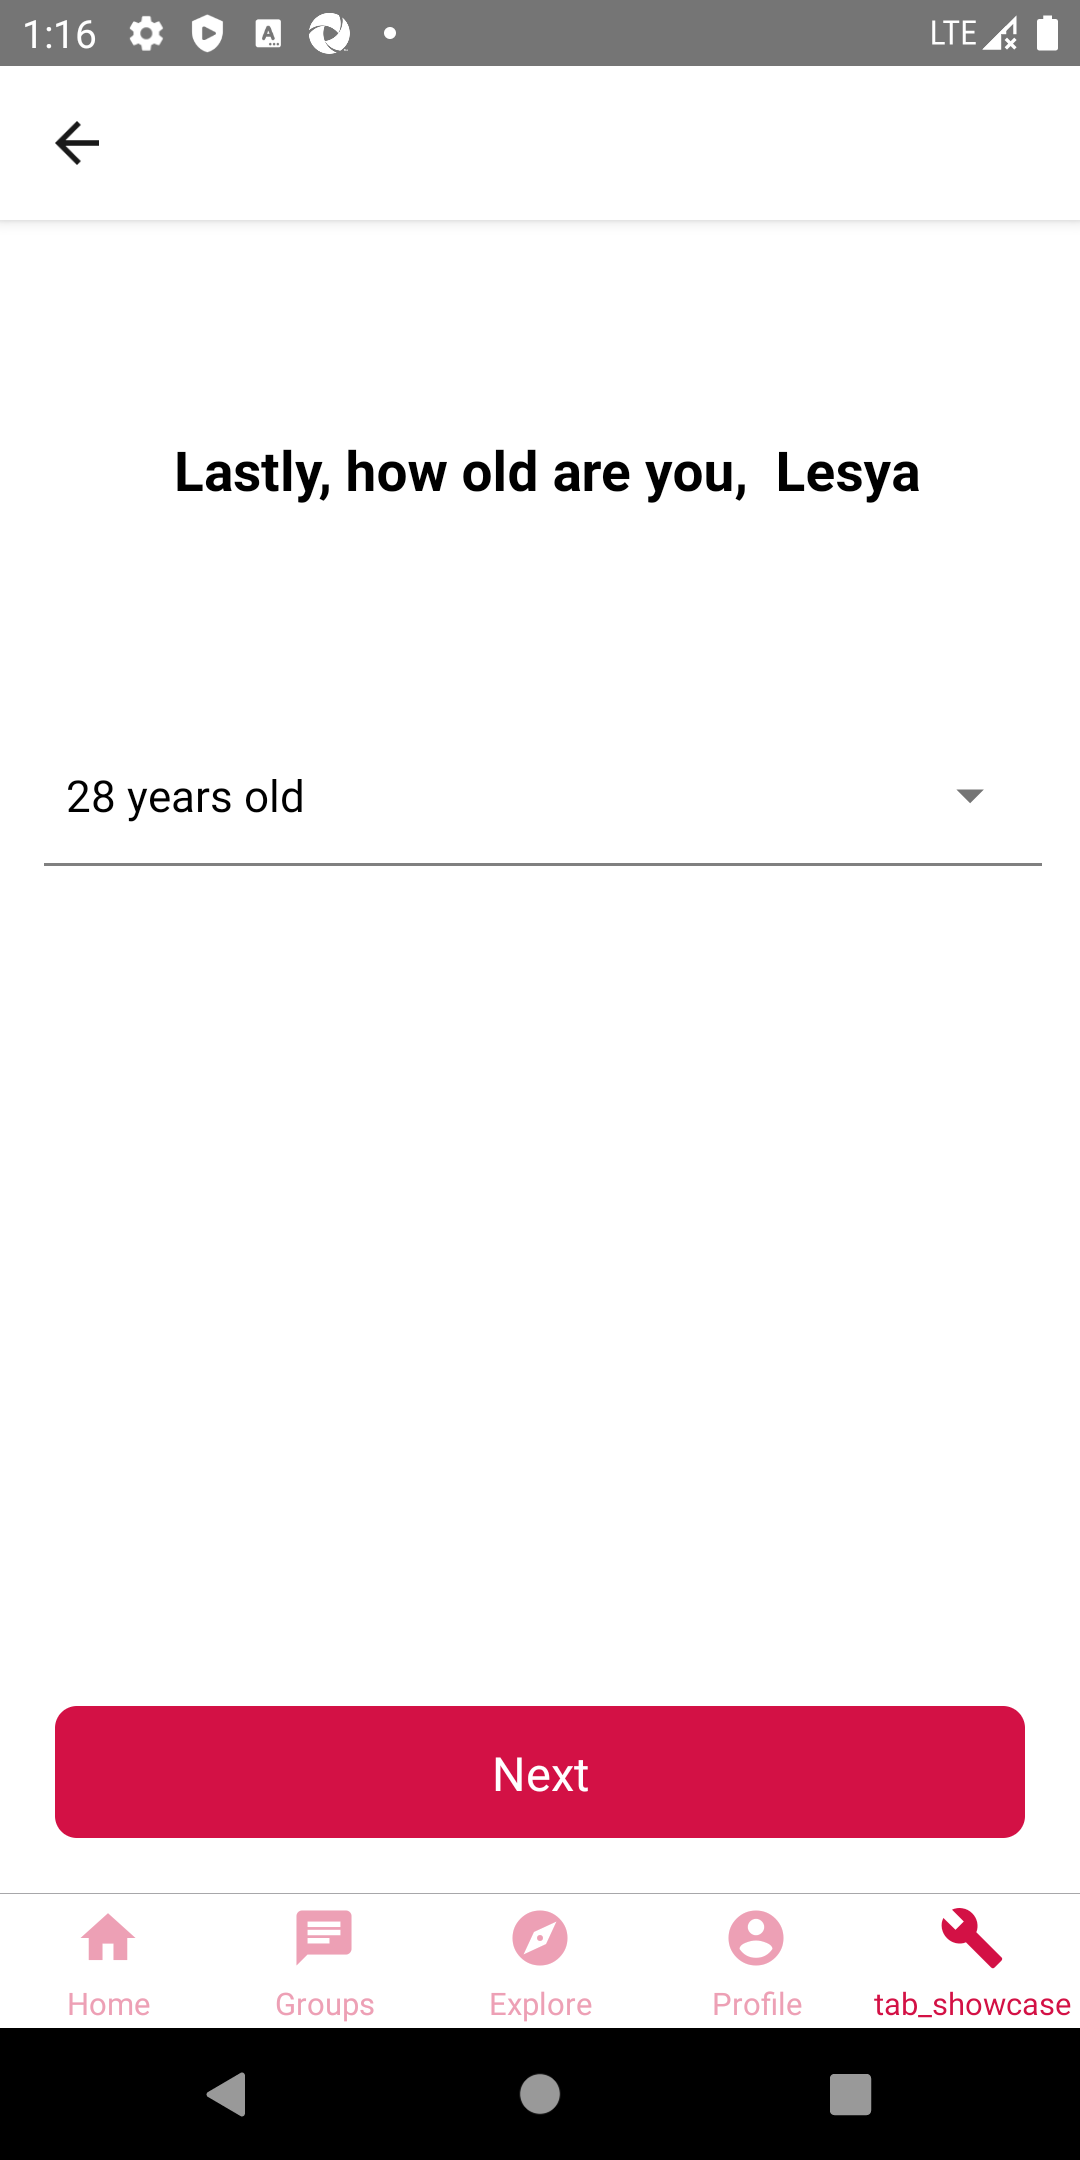 1:16
LTE
Lastly, how old are you,  Lesya
28 years old
Next
Home
Groups
Explore
Profile
tab_showcase